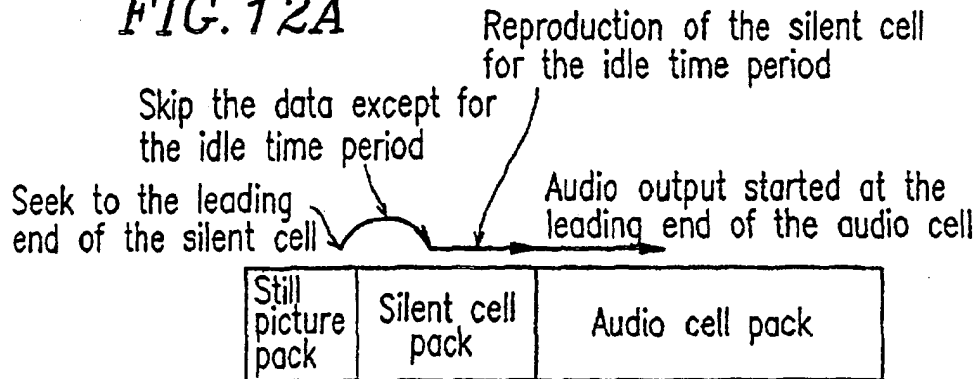 FIG. 12A
Reproduction of the silent cell
for the idle time period
Skip the data except for
the idle time period
Seek to the leading
end of the silent cell
Audio output started at the
leading end of the audio cell
Still
picture
pack
Silent cell
pack
Audio cell pack